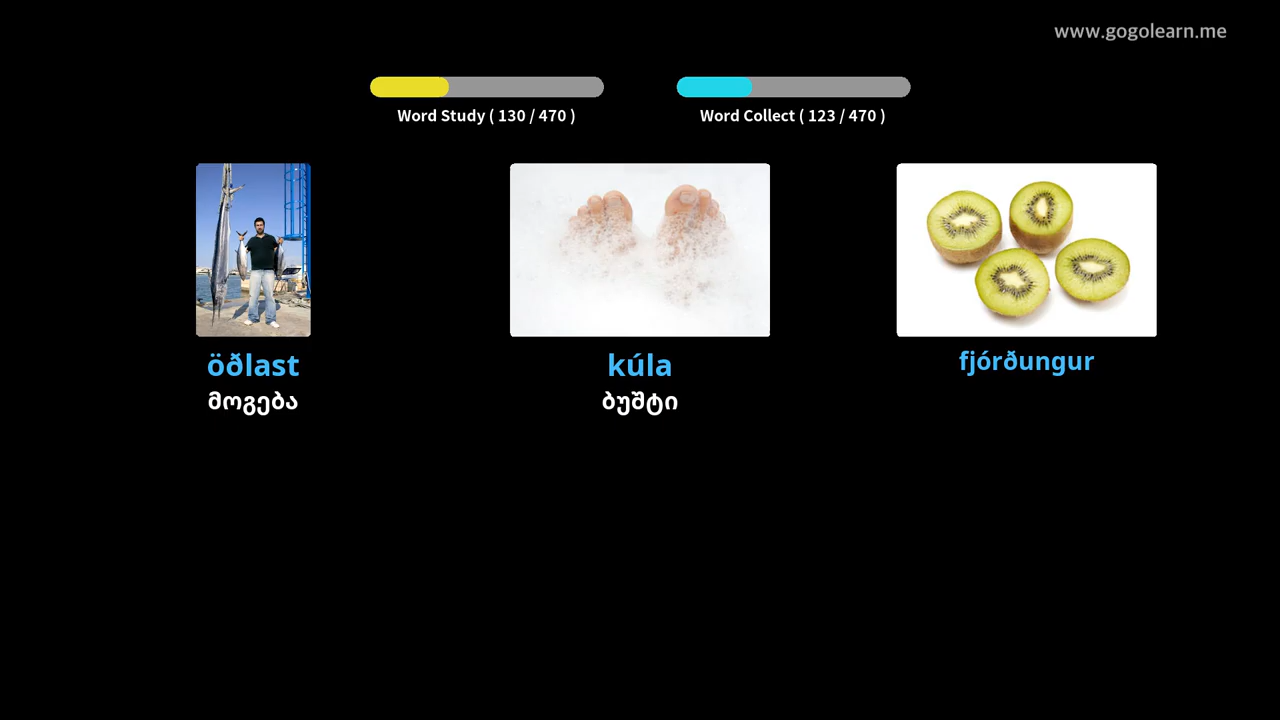 www.gogolearn.me
Word Study ( 130 / 470 )
Word Collect ( 123 / 470 )
öðlast
მოგება
kúla
ბუშტი
fjórðungur